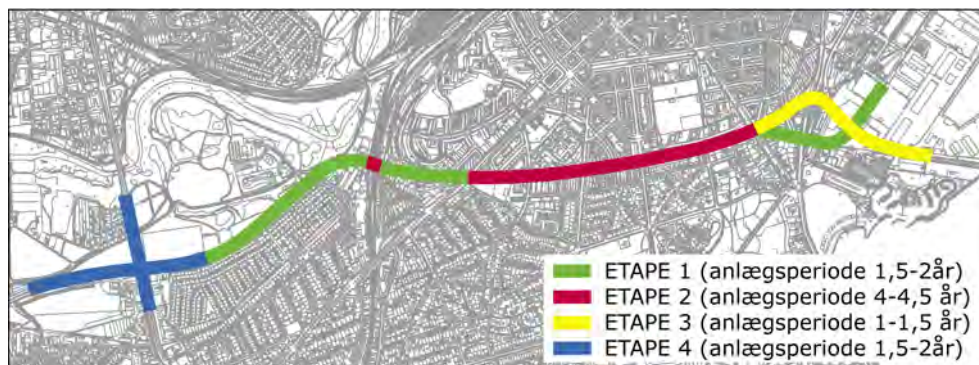 ETAPE 1 (anlægsperiode 1,5-2år)
ETAPE 2 (anlægsperiode 4-4,5 år)
ETAPE 3 (anlægsperiode 1-1,5 år)
ETAPE 4 (anlægsperiode 1,5-2år)